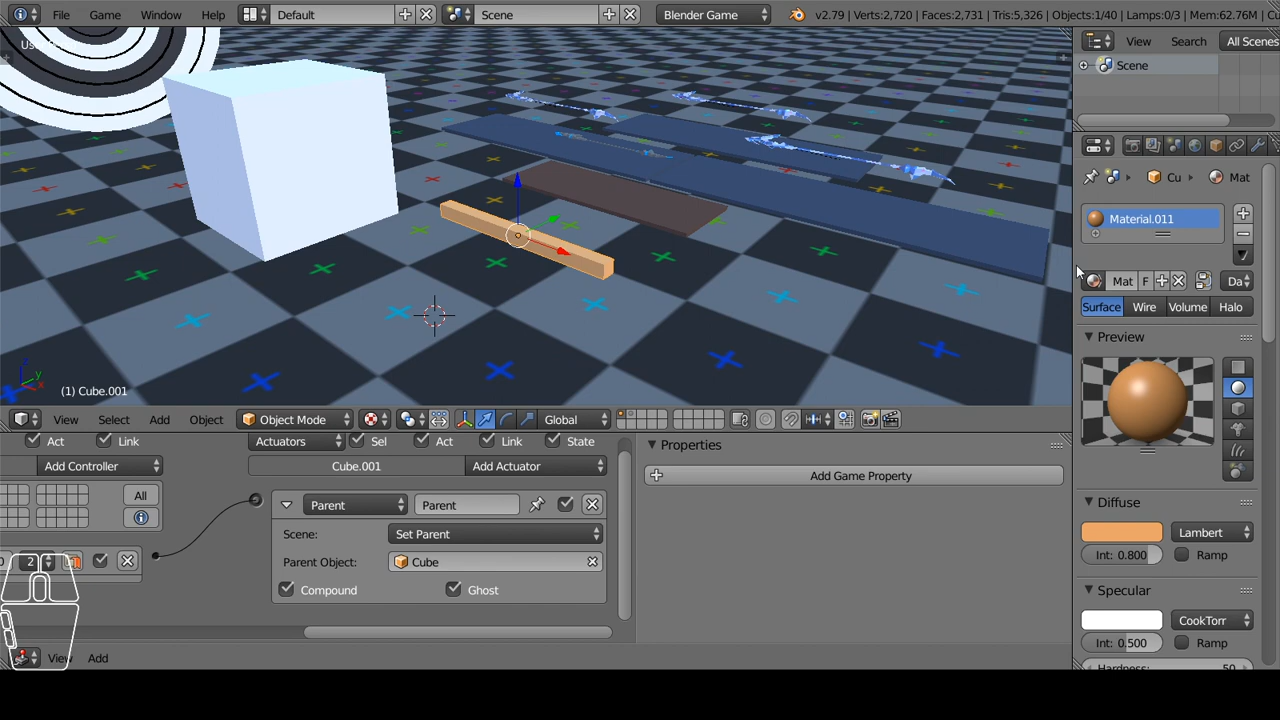 File Game Window Help Default Scene Blender Game v2.79 | Verts:2,720 | Faces:2,731 | Tris:5,326 | Objects:1/40 | Lamps:0/3 | Mem:62.76M
View Search All Scenes
Scene
Cu Mat
Material.011
Mat F Da
Surface Wire Volume Halo
Preview
(1) Cube.001
View Select Add Object Object Mode Global
Act Link Actuators Sel Act Link State
Properties
Add Controller Cube.001 Add Actuator
Add Game Property
All
Parent Parent
Diffuse
Scene: Set Parent
Lambert
Int: 0.800 Ramp
2 Parent Object: Cube
Compound Ghost
Specular
CookTorr
Int: 0.500 Ramp
View Add
Hardness: 50